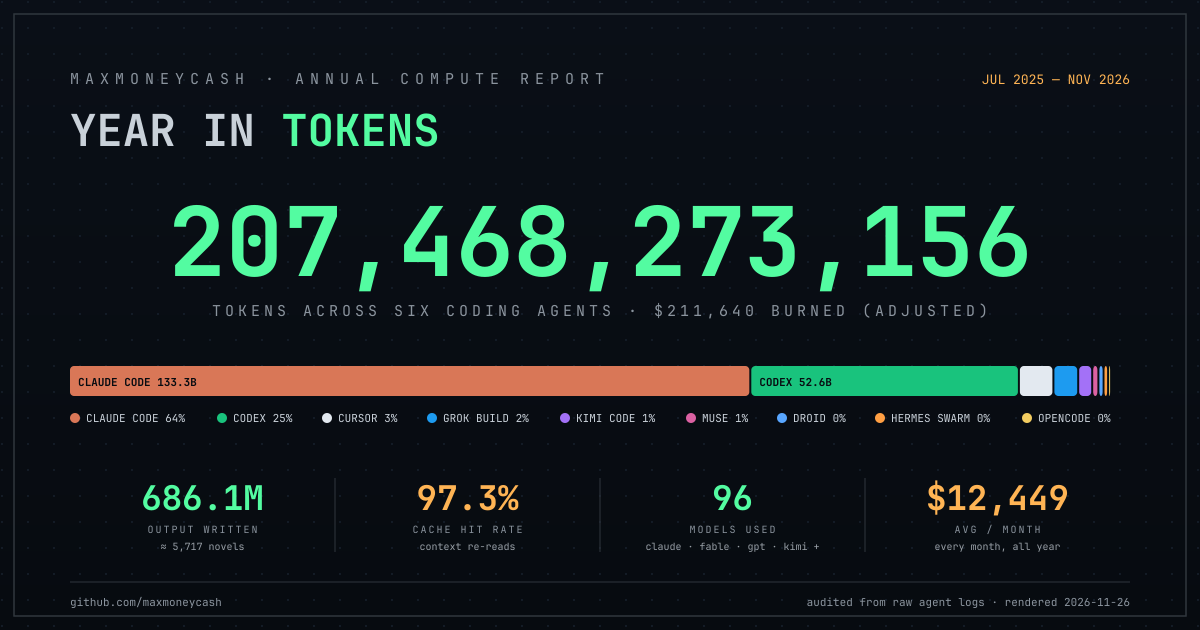 MAXMONEYCASH · ANNUAL COMPUTE REPORT
JUL 2025 — NOV 2026
YEAR IN TOKENS
207,468,273,156
TOKENS ACROSS SIX CODING AGENTS · $211,640 BURNED (ADJUSTED)
CLAUDE CODE 133.3B
CODEX 52.6B
CLAUDE CODE 64%
CODEX 25%
CURSOR 3%
GROK BUILD 2%
KIMI CODE 1%
MUSE 1%
DROID 0%
HERMES SWARM 0%
OPENCODE 0%
686.1M
OUTPUT WRITTEN
≈ 5,717 novels
97.3%
CACHE HIT RATE
context re-reads
96
MODELS USED
claude · fable · gpt · kimi +
$12,449
AVG / MONTH
every month, all year
github.com/maxmoneycash
audited from raw agent logs · rendered 2026-11-26